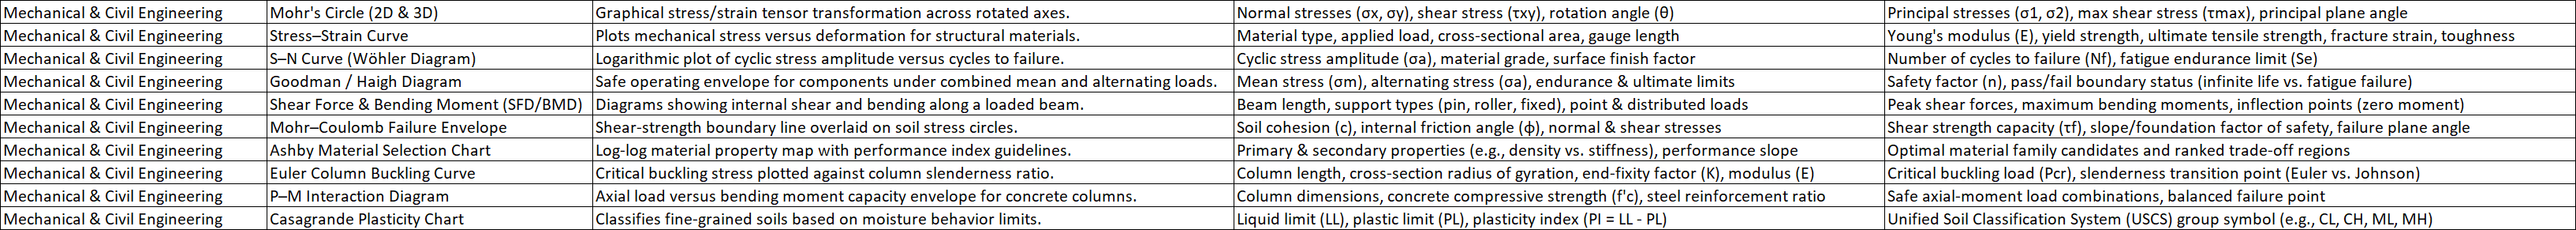 Mechanical & Civil Engineering Mohr's Circle (2D & 3D) Graphical stress/strain tensor transformation across rotated axes. Normal stresses (σx, σy), shear stress (τxy), rotation angle (θ) Principal stresses (σ1, σ2), max shear stress (τmax), principal plane angle
Mechanical & Civil Engineering Stress–Strain Curve Plots mechanical stress versus deformation for structural materials. Material type, applied load, cross-sectional area, gauge length Young's modulus (E), yield strength, ultimate tensile strength, fracture strain, toughness
Mechanical & Civil Engineering S–N Curve (Wöhler Diagram) Logarithmic plot of cyclic stress amplitude versus cycles to failure. Cyclic stress amplitude (σa), material grade, surface finish factor Number of cycles to failure (Nf), fatigue endurance limit (Se)
Mechanical & Civil Engineering Goodman / Haigh Diagram Safe operating envelope for components under combined mean and alternating loads. Mean stress (σm), alternating stress (σa), endurance & ultimate limits Safety factor (n), pass/fail boundary status (infinite life vs. fatigue failure)
Mechanical & Civil Engineering Shear Force & Bending Moment (SFD/BMD) Diagrams showing internal shear and bending along a loaded beam. Beam length, support types (pin, roller, fixed), point & distributed loads Peak shear forces, maximum bending moments, inflection points (zero moment)
Mechanical & Civil Engineering Mohr–Coulomb Failure Envelope Shear-strength boundary line overlaid on soil stress circles. Soil cohesion (c), internal friction angle (ϕ), normal & shear stresses Shear strength capacity (τf), slope/foundation factor of safety, failure plane angle
Mechanical & Civil Engineering Ashby Material Selection Chart Log-log material property map with performance index guidelines. Primary & secondary properties (e.g., density vs. stiffness), performance slope Optimal material family candidates and ranked trade-off regions
Mechanical & Civil Engineering Euler Column Buckling Curve Critical buckling stress plotted against column slenderness ratio. Column length, cross-section radius of gyration, end-fixity factor (K), modulus (E) Critical buckling load (Pcr), slenderness transition point (Euler vs. Johnson)
Mechanical & Civil Engineering P–M Interaction Diagram Axial load versus bending moment capacity envelope for concrete columns. Column dimensions, concrete compressive strength (f'c), steel reinforcement ratio Safe axial-moment load combinations, balanced failure point
Mechanical & Civil Engineering Casagrande Plasticity Chart Classifies fine-grained soils based on moisture behavior limits. Liquid limit (LL), plastic limit (PL), plasticity index (PI = LL - PL) Unified Soil Classification System (USCS) group symbol (e.g., CL, CH, ML, MH)